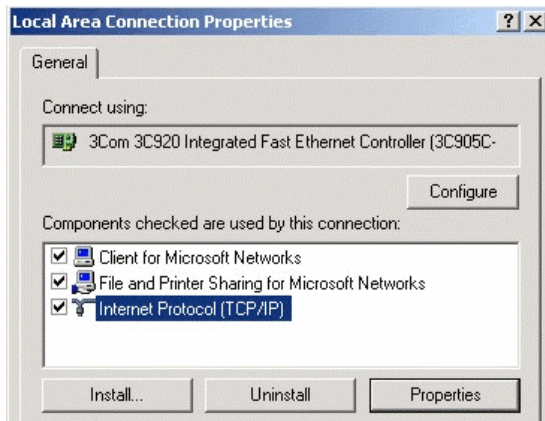 Local Area Connection Properties
General
Connect using:
3Com 3C920 Integrated Fast Ethernet Controller (3C905C-
Configure
Components checked are used by this connection:
Client for Microsoft Networks
File and Printer Sharing for Microsoft Networks
Internet Protocol (TCP/IP)
Install... Uninstall Properties